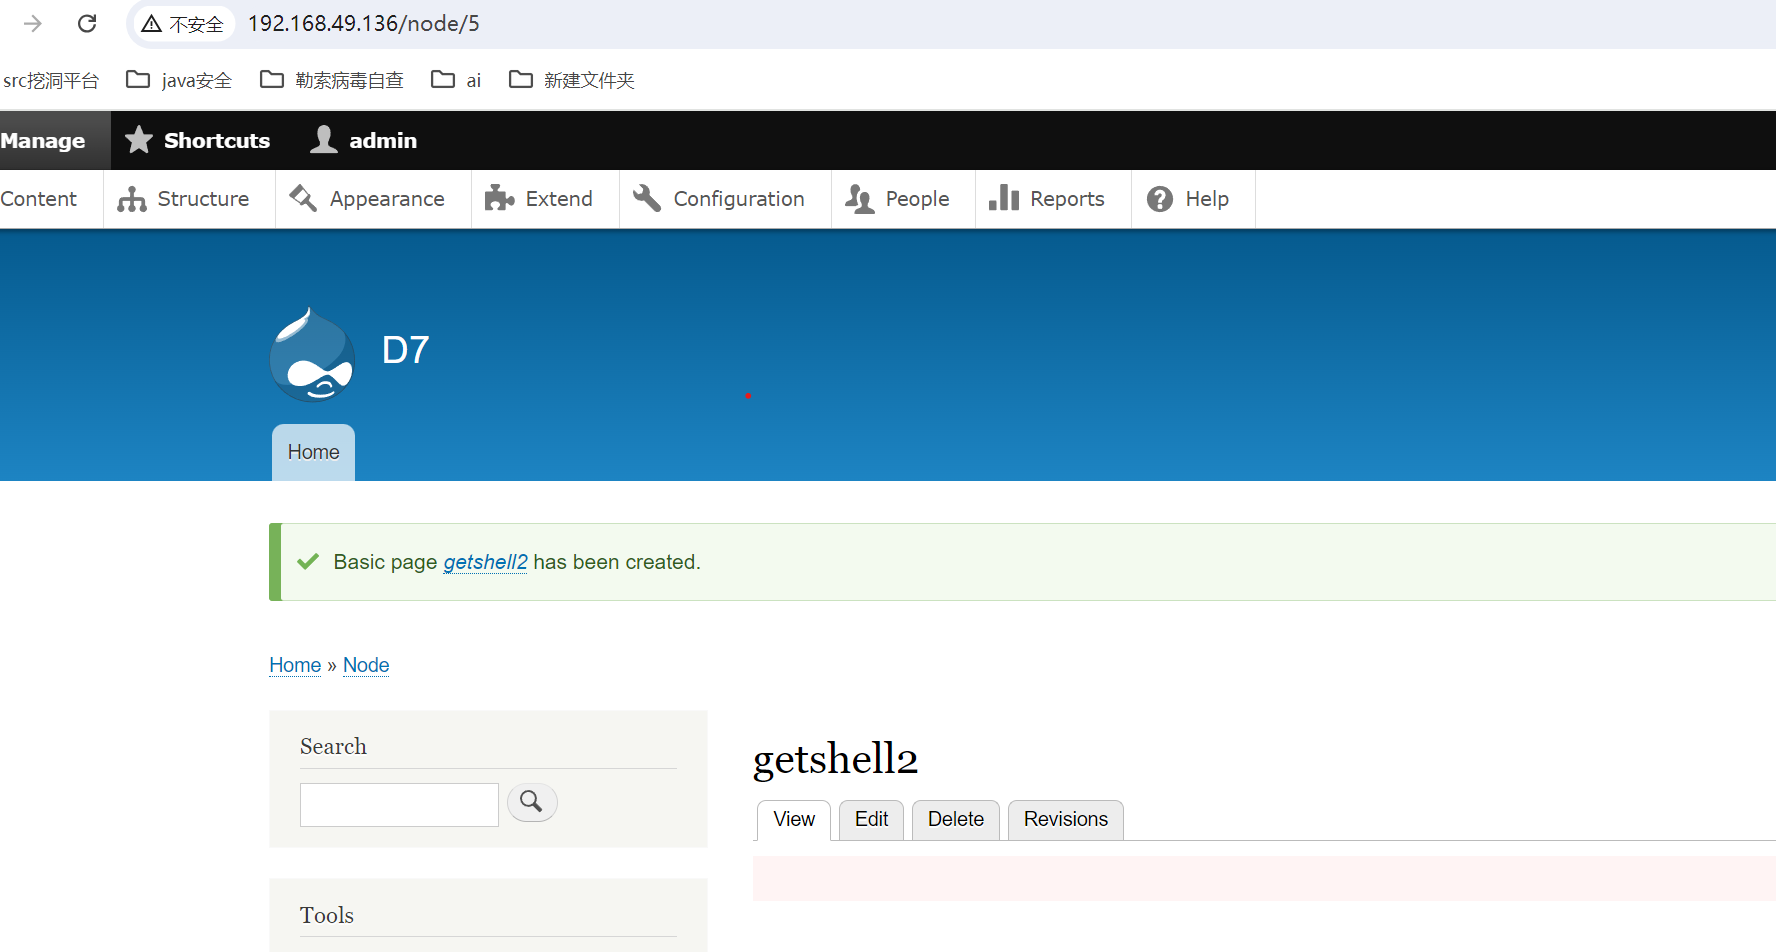 不安全 192.168.49.136/node/5
src挖洞平台 java安全 勒索病毒自查 ai 新建文件夹
Manage Shortcuts admin
Content Structure Appearance Extend Configuration People Reports Help
D7
Home
Basic page getshell2 has been created.
Home » Node
Search
getshell2
View Edit Delete Revisions
Tools